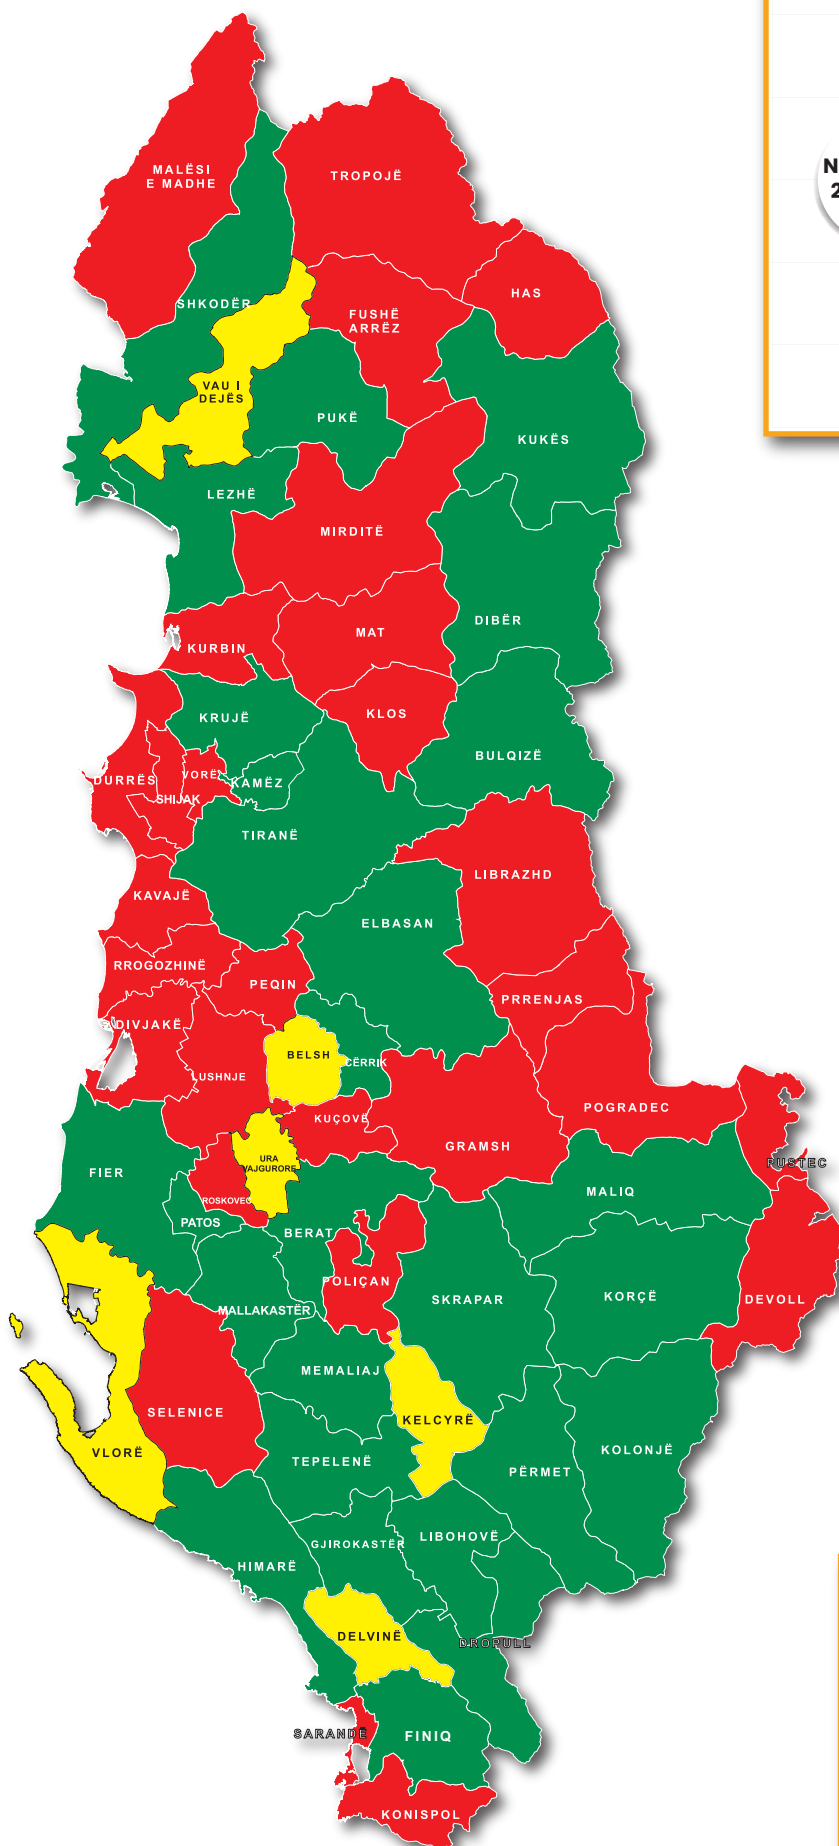 MALËSI
E MADHE
TROPOJË
N
2
HAS
SHKODËR
FUSHË
ARRËZ
VAU I
DEJËS
PUKË
KUKËS
LEZHË
MIRDITË
DIBËR
MAT
KURBIN
KLOS
KRUJË
BULQIZË
DURRËS
VORË
KAMËZ
SHIJAK
TIRANË
LIBRAZHD
KAVAJË
ELBASAN
RROGOZHINË
PEQIN
PRRENJAS
DIVJAKË
BELSH
CËRRIK
LUSHNJE
POGRADEC
KUÇOVË
GRAMSH
URA
VAJGURORE
PUSTEC
FIER
MALIQ
ROSKOVEC
PATOS
BERAT
POLIÇAN
SKRAPAR
KORÇË
DEVOLL
MALLAKASTËR
MEMALIAJ
SELENICE
KELCYRË
VLORË
TEPELENË
PËRMET
KOLONJË
LIBOHOVË
GJIROKASTËR
HIMARË
DELVINË
DROPULL
SARANDË
FINIQ
KONISPOL